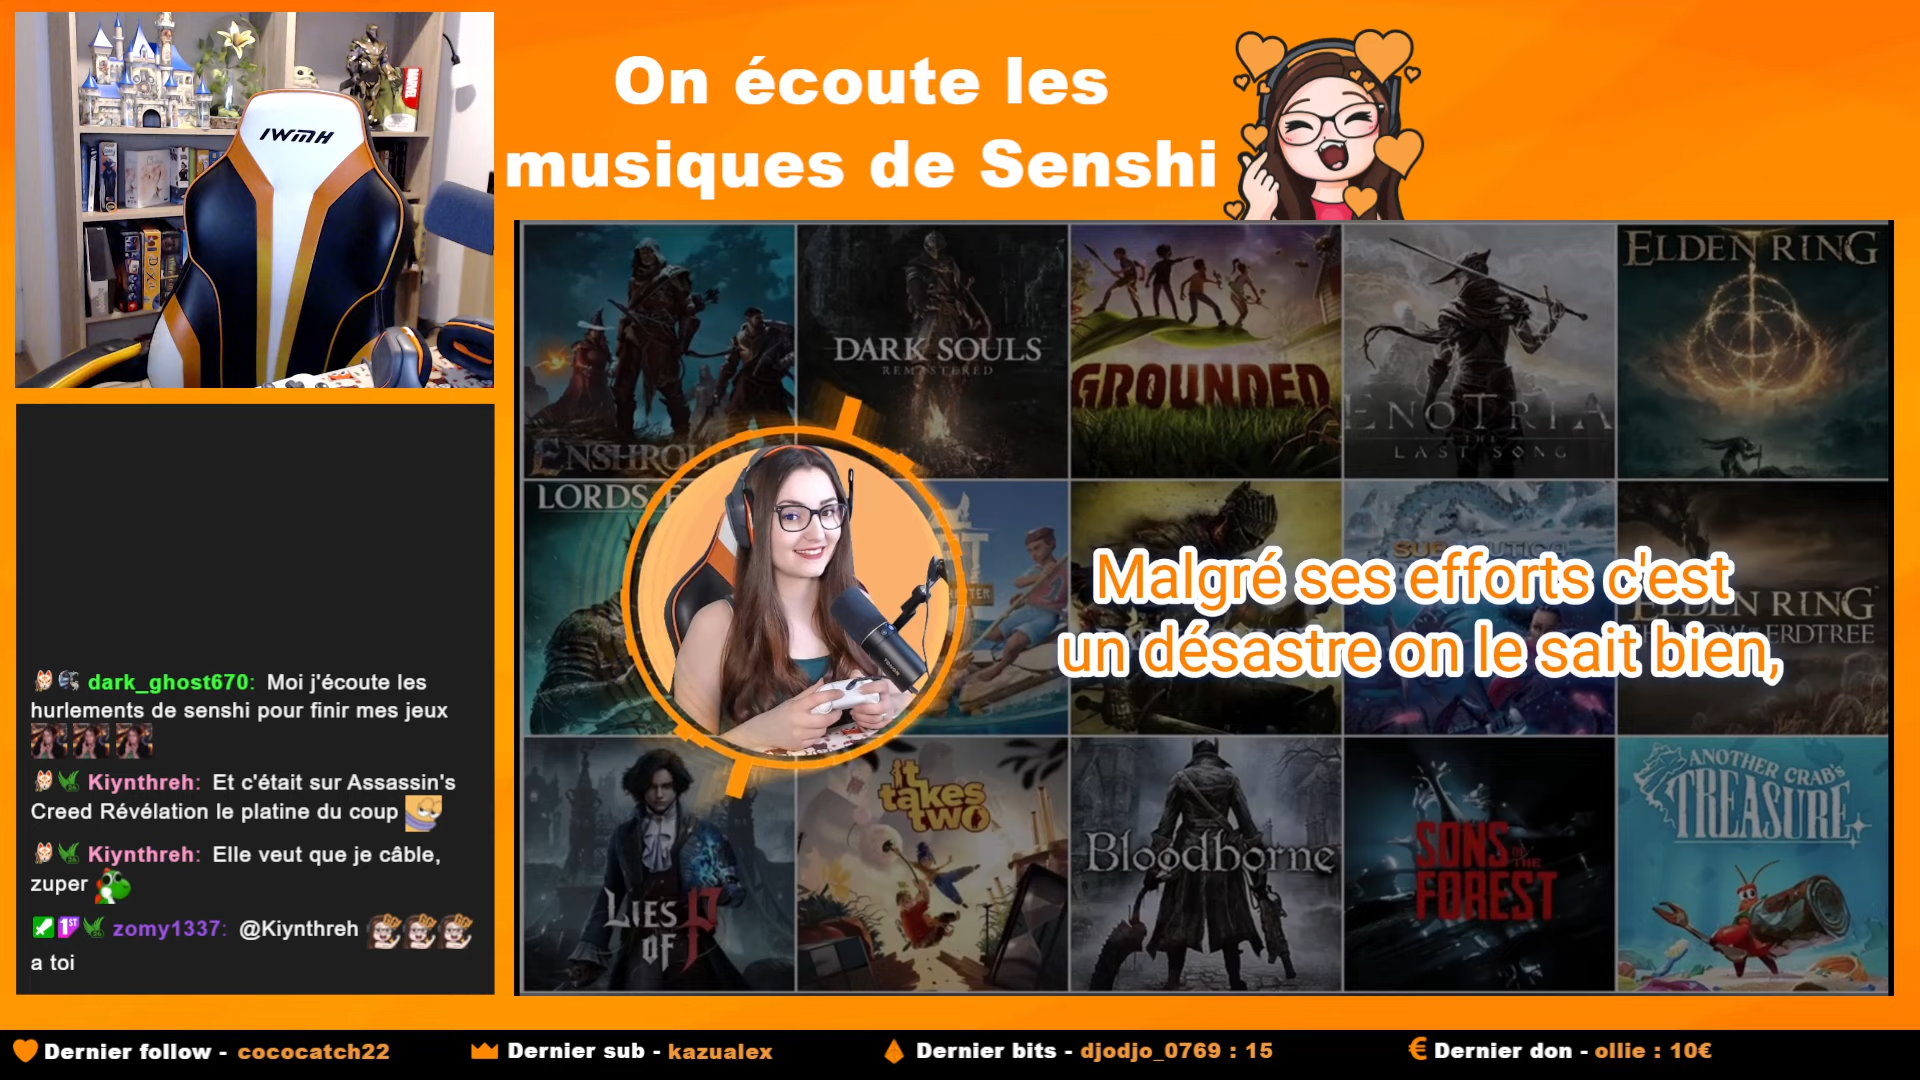 On écoute les
musiques de Senshi
IWMH
MARVEL
ENSHROU
DARK SOULS
REMASTERED
GROUNDED
ENOTRIA
THE
LAST SONG
ELDEN RING
LORDS
Malgré ses efforts c'est
un désastre on le sait bien,
ELDEN RING
ERDTREE
LIES
OF P
it
takes
two
Bloodborne
SONS
OF THE
FOREST
ANOTHER CRAB'S
TREASURE
dark_ghost670: Moi j'écoute les
hurlements de senshi pour finir mes jeux
Kiynthreh: Et c'était sur Assassin's
Creed Révélation le platine du coup
Kiynthreh: Elle veut que je câble,
zuper
1ST zomy1337: @Kiynthreh
a toi
Dernier follow - cococatch22
Dernier sub - kazualex
Dernier bits - djodjo_0769 : 15
€ Dernier don - ollie : 10€